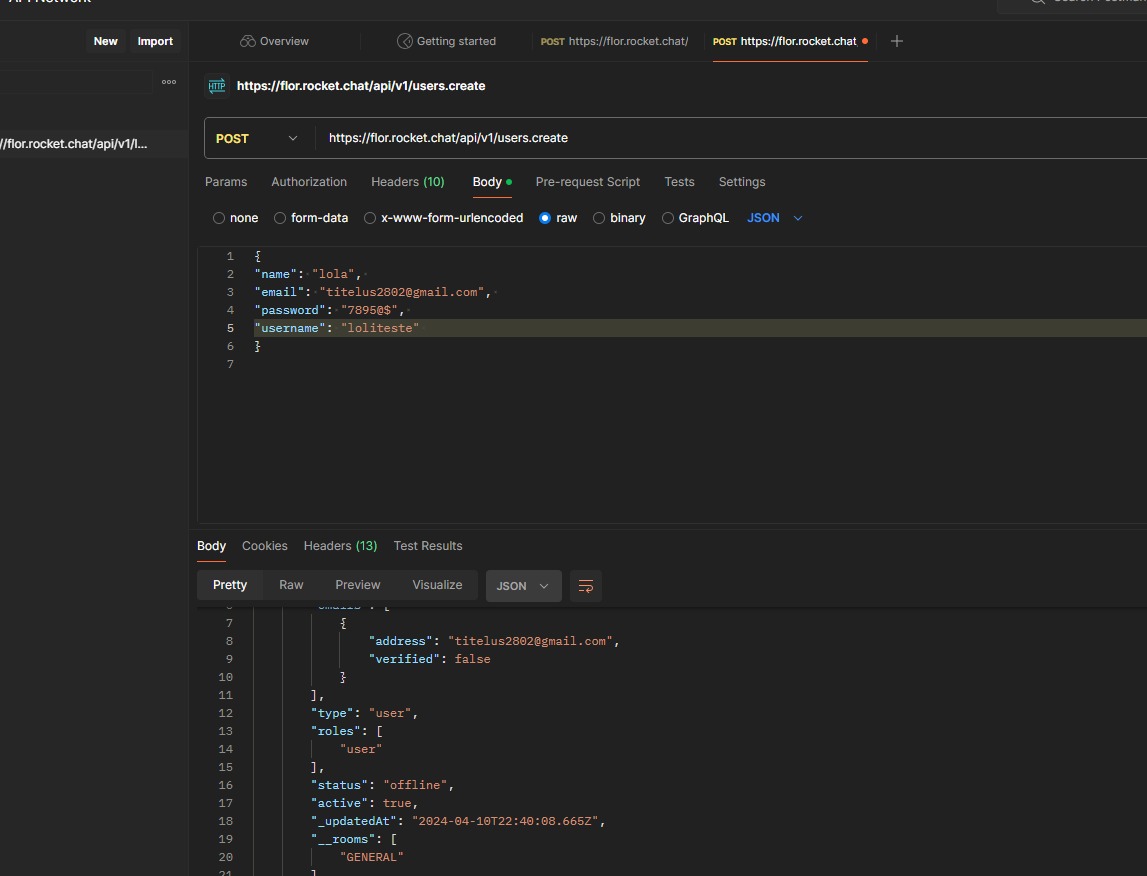 New Import Overview Getting started POST https://flor.rocket.chat/ POST https://flor.rocket.chat
HTTP https://flor.rocket.chat/api/v1/users.create
//flor.rocket.chat/api/v1/l...
POST https://flor.rocket.chat/api/v1/users.create
Params Authorization Headers (10) Body Pre-request Script Tests Settings
none form-data x-www-form-urlencoded raw binary GraphQL JSON
1 {
2 "name": "lola",
3 "email": "titelus2802@gmail.com",
4 "password": "7895@$",
5 "username": "loliteste"
6 }
7
Body Cookies Headers (13) Test Results
Pretty Raw Preview Visualize JSON
7 {
8 "address": "titelus2802@gmail.com",
9 "verified": false
10 }
11 ],
12 "type": "user",
13 "roles": [
14 "user"
15 ],
16 "status": "offline",
17 "active": true,
18 "_updatedAt": "2024-04-10T22:40:08.665Z",
19 "__rooms": [
20 "GENERAL"
21 ]